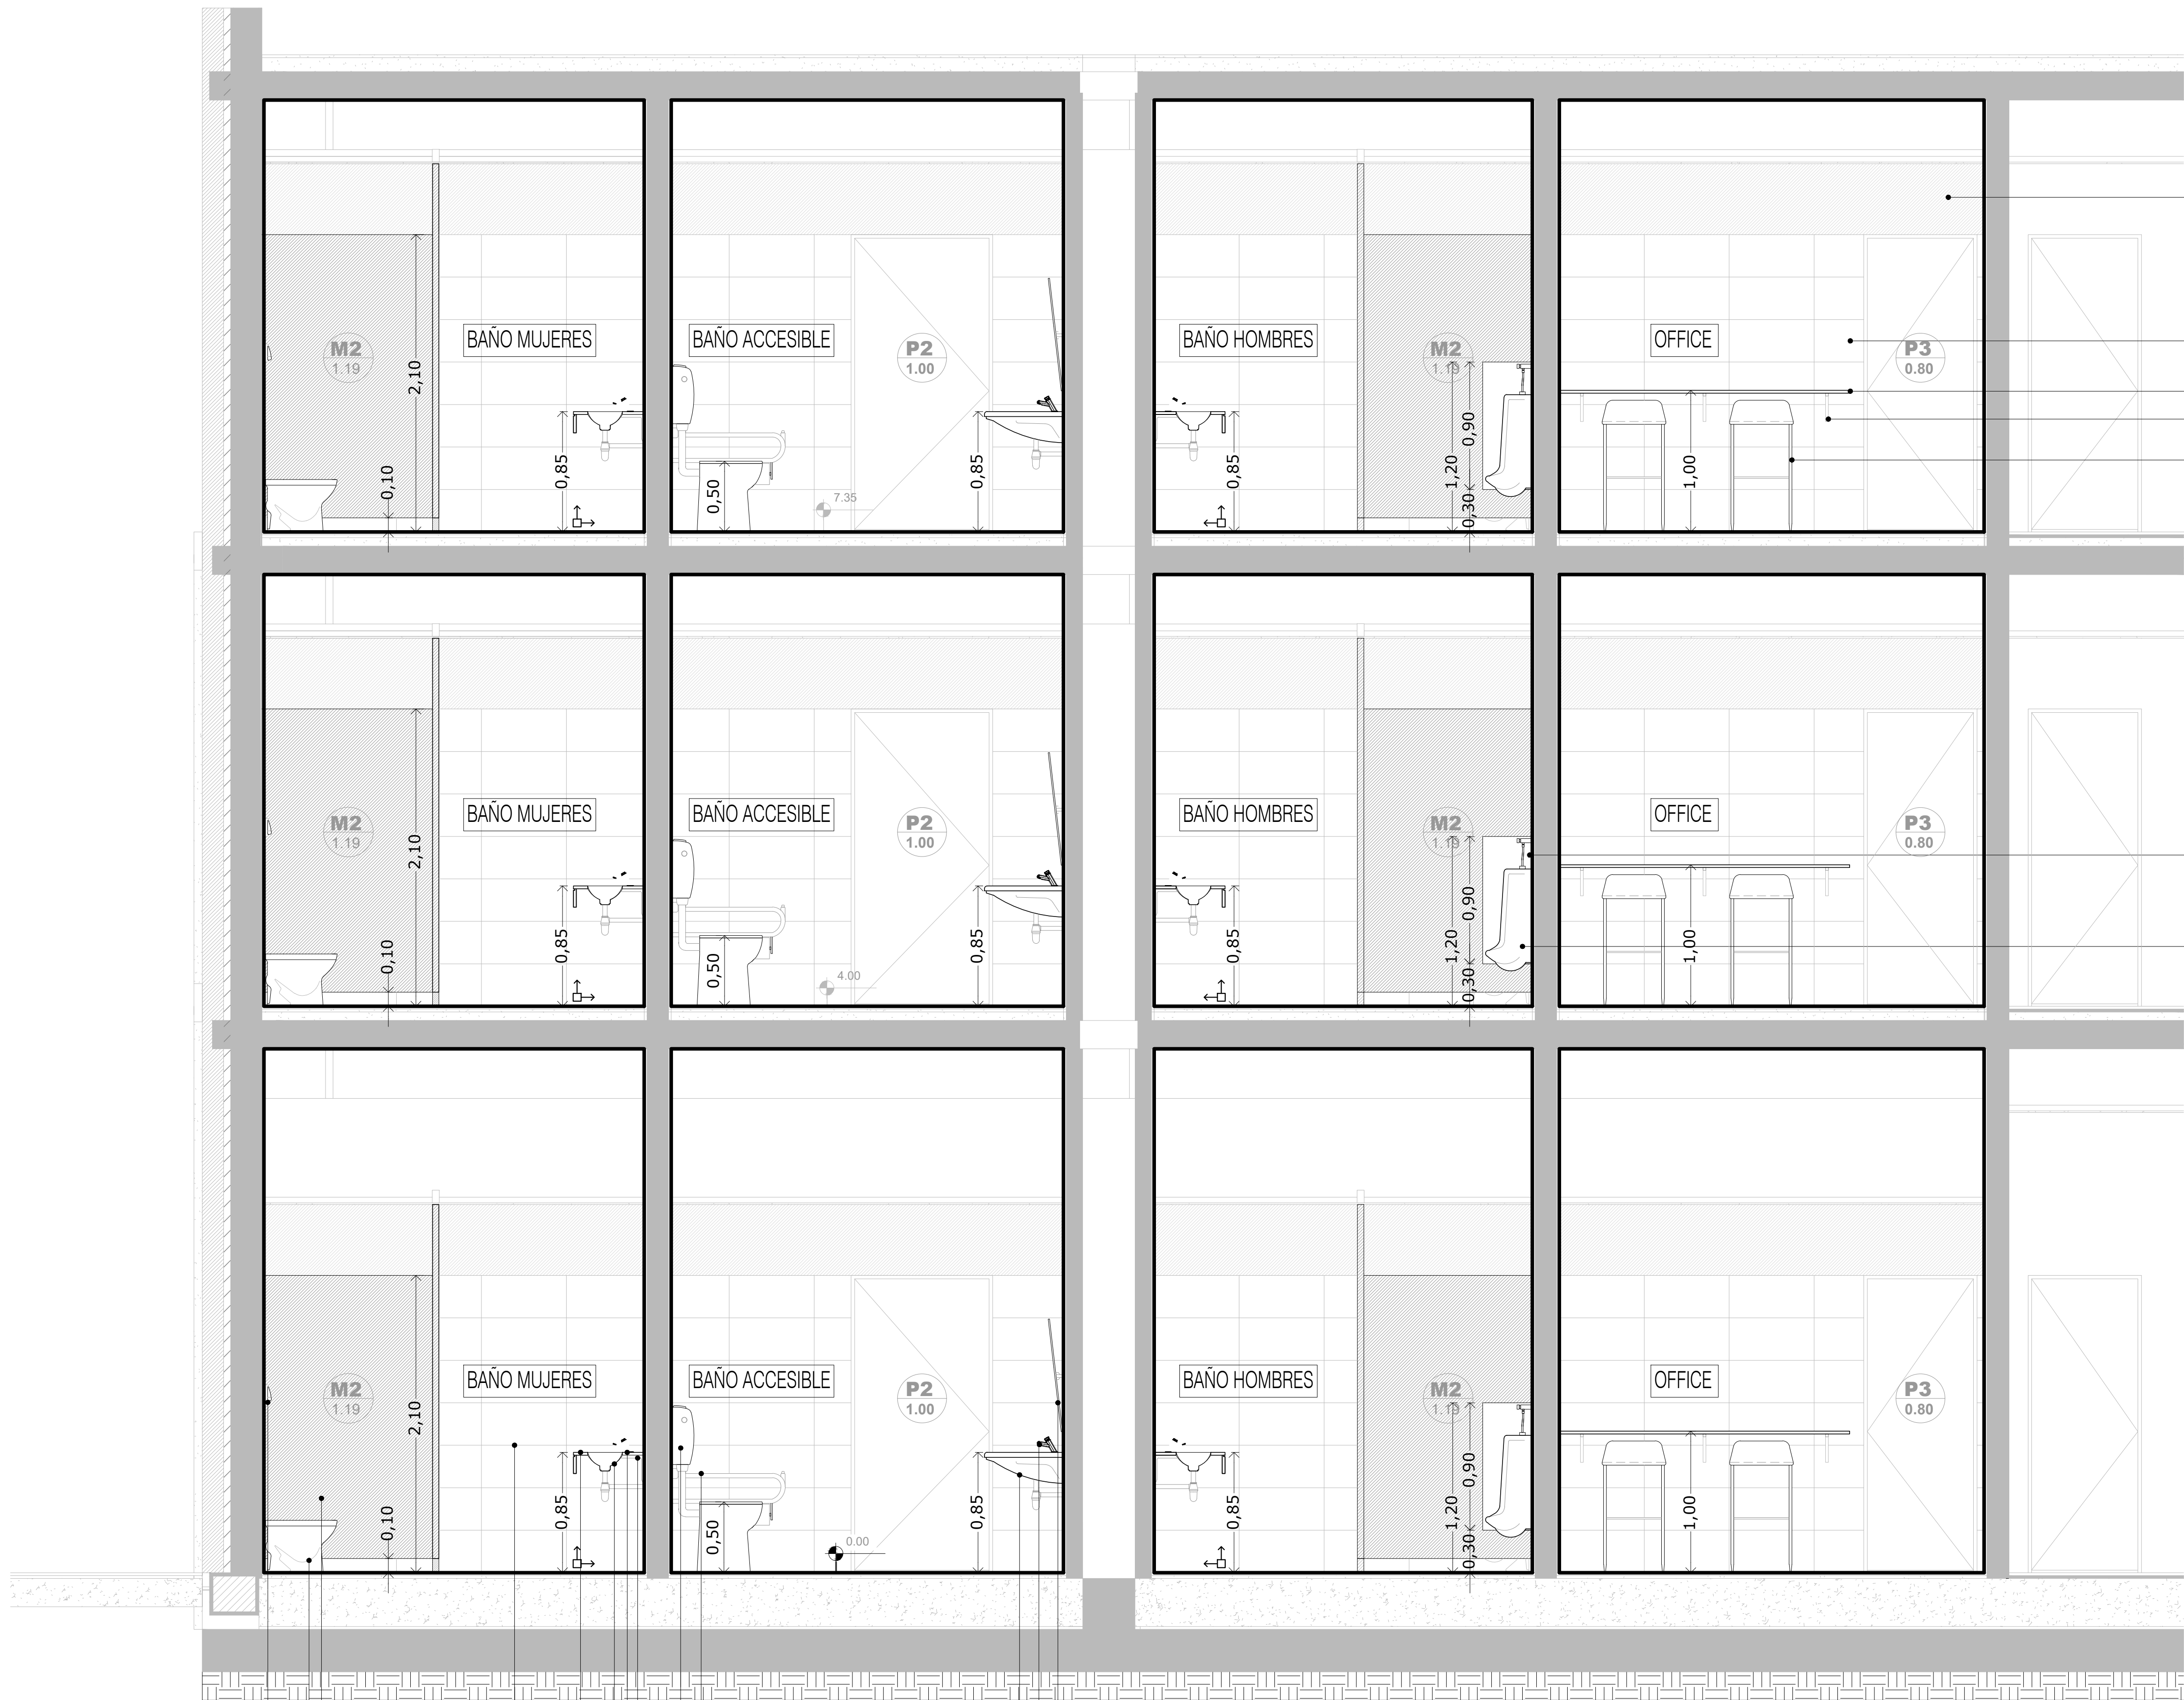 M2
1.19
2,10
BAÑO MUJERES
0,10
0,85
BAÑO ACCESIBLE
P2
1.00
0,50
7.35
0,85
BAÑO HOMBRES
0,85
M2
1.19
1,20
0,90
0,30
OFFICE
P3
0.80
1,00
M2
1.19
2,10
BAÑO MUJERES
0,10
0,85
BAÑO ACCESIBLE
P2
1.00
0,50
4.00
0,85
BAÑO HOMBRES
0,85
M2
1.19
1,20
0,90
0,30
OFFICE
P3
0.80
1,00
M2
1.19
2,10
BAÑO MUJERES
0,10
0,85
BAÑO ACCESIBLE
P2
1.00
0,50
0.00
0,85
BAÑO HOMBRES
0,85
M2
1.19
1,20
0,90
0,30
OFFICE
P3
0.80
1,00